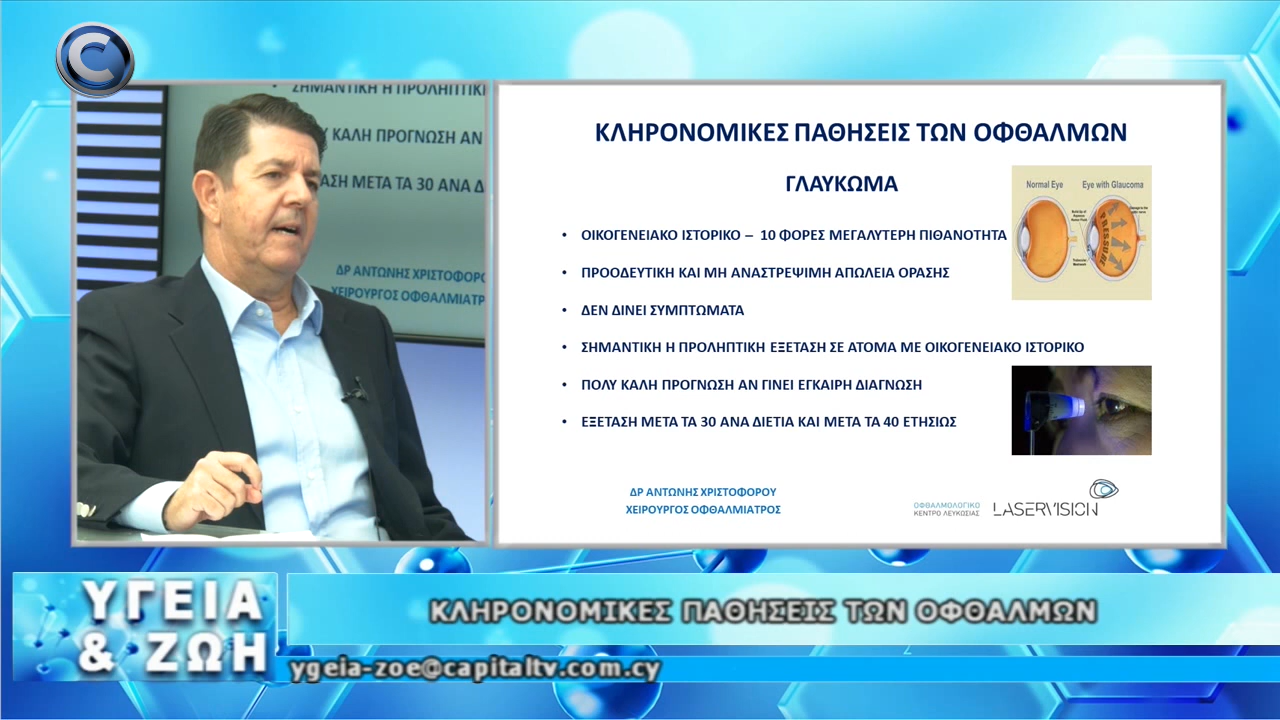 C
ΣΗΜΑΝΤΙΚΗ Η ΠΡΟΛΗΠΤΙΚ
ΚΑΛΗ ΠΡΟΓΝΩΣΗ ΑΝ
ΜΕΤΑ ΤΑ 30 ΑΝΑ Δ
ΔΡ ΑΝΤΩΝΗΣ ΧΡΙΣΤΟΦΟΡΟ
ΧΕΙΡΟΥΡΓΟΣ ΟΦΘΑΛΜΙΑΤΡ
ΚΛΗΡΟΝΟΜΙΚΕΣ ΠΑΘΗΣΕΙΣ ΤΩΝ ΟΦΘΑΛΜΩΝ
ΓΛΑΥΚΩΜΑ
• ΟΙΚΟΓΕΝΕΙΑΚΟ ΙΣΤΟΡΙΚΟ – 10 ΦΟΡΕΣ ΜΕΓΑΛΥΤΕΡΗ ΠΙΘΑΝΟΤΗΤΑ
• ΠΡΟΟΔΕΥΤΙΚΗ ΚΑΙ ΜΗ ΑΝΑΣΤΡΕΨΙΜΗ ΑΠΩΛΕΙΑ ΟΡΑΣΗΣ
• ΔΕΝ ΔΙΝΕΙ ΣΥΜΠΤΩΜΑΤΑ
• ΣΗΜΑΝΤΙΚΗ Η ΠΡΟΛΗΠΤΙΚΗ ΕΞΕΤΑΣΗ ΣΕ ΑΤΟΜΑ ΜΕ ΟΙΚΟΓΕΝΕΙΑΚΟ ΙΣΤΟΡΙΚΟ
• ΠΟΛΥ ΚΑΛΗ ΠΡΟΓΝΩΣΗ ΑΝ ΓΙΝΕΙ ΕΓΚΑΙΡΗ ΔΙΑΓΝΩΣΗ
• ΕΞΕΤΑΣΗ ΜΕΤΑ ΤΑ 30 ΑΝΑ ΔΙΕΤΙΑ ΚΑΙ ΜΕΤΑ ΤΑ 40 ΕΤΗΣΙΩΣ
Normal Eye Eye with Glaucoma
PRESSURE
ΔΡ ΑΝΤΩΝΗΣ ΧΡΙΣΤΟΦΟΡΟΥ
ΧΕΙΡΟΥΡΓΟΣ ΟΦΘΑΛΜΙΑΤΡΟΣ
ΟΦΘΑΛΜΟΛΟΓΙΚΟ
ΚΕΝΤΡΟ ΛΕΥΚΩΣΙΑΣ
LASERVISION
ΥΓΕΙΑ
& ΖΩΗ
ΚΛΗΡΟΝΟΜΙΚΕΣ ΠΑΘΗΣΕΙΣ ΤΩΝ ΟΦΘΑΛΜΩΝ
ygeia-zoe@capitaltv.com.cy